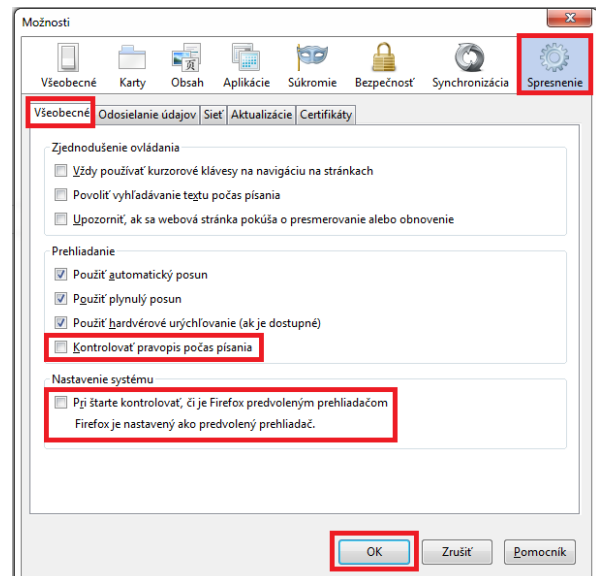 Možnosti
x
Všeobecné Karty Obsah Aplikácie Súkromie Bezpečnosť Synchronizácia Spresnenie
Všeobecné Odosielanie údajov Sieť Aktualizácie Certifikáty
Zjednodušenie ovládania
Vždy používať kurzorové klávesy na navigáciu na stránkach
Povoliť vyhľadávanie textu počas písania
Upozorniť, ak sa webová stránka pokúša o presmerovanie alebo obnovenie
Prehliadanie
Použiť automatický posun
Použiť plynulý posun
Použiť hardvérové urýchľovanie (ak je dostupné)
Kontrolovať pravopis počas písania
Nastavenie systému
Pri štarte kontrolovať, či je Firefox predvoleným prehliadačom
Firefox je nastavený ako predvolený prehliadač.
OK Zrušiť Pomocník